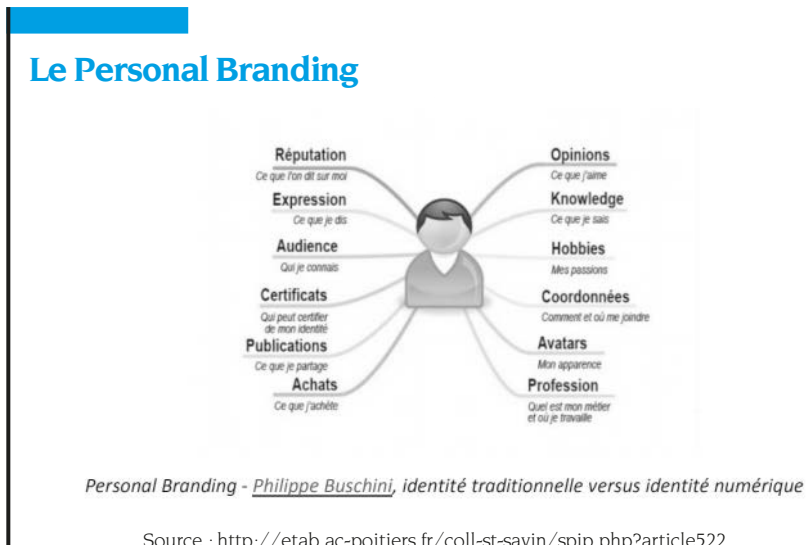 Le Personal Branding
Réputation
Ce que l'on dit sur moi
Expression
Ce que je dis
Audience
Qui je connais
Certificats
Qui peut certifier
de mon identité
Publications
Ce que je partage
Achats
Ce que j'achète
Opinions
Ce que j'aime
Knowledge
Ce que je sais
Hobbies
Mes passions
Coordonnées
Comment et où me joindre
Avatars
Mon apparence
Profession
Quel est mon métier
et où je travaille
Personal Branding - Philippe Buschini, identité traditionnelle versus identité numérique
Source : http://etab.ac-poitiers.fr/coll-st-savin/spip.php?article522